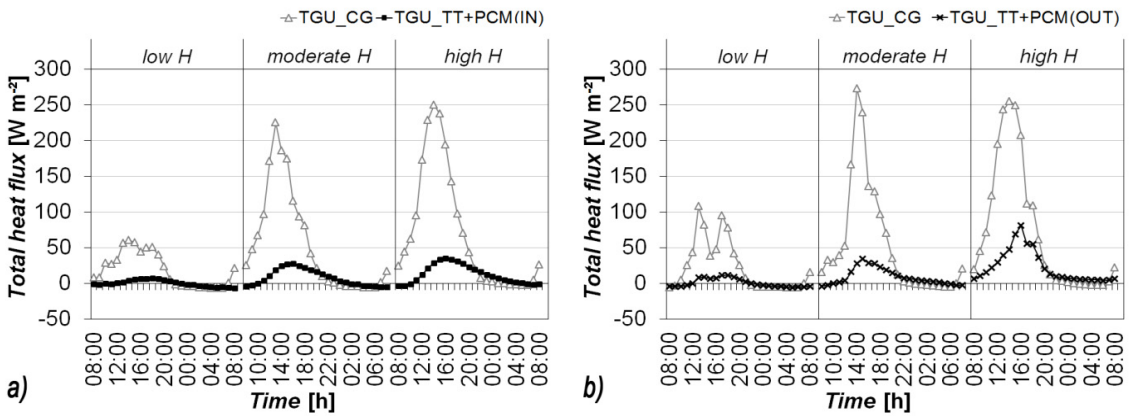 TGU_CG TGU_TT+PCM(IN)
a)
low H moderate H high H
Total heat flux [W m⁻²]
300
250
200
150
100
50
0
-50
08:00 12:00 16:00 20:00 00:00 04:00 08:00 10:00 14:00 18:00 22:00 02:00 06:00 08:00 12:00 16:00 20:00 00:00 04:00 08:00
Time [h]
TGU_CG TGU_TT+PCM(OUT)
b)
low H moderate H high H
Total heat flux [W m⁻²]
300
250
200
150
100
50
0
-50
08:00 12:00 16:00 20:00 00:00 04:00 08:00 10:00 14:00 18:00 22:00 02:00 06:00 08:00 12:00 16:00 20:00 00:00 04:00 08:00
Time [h]